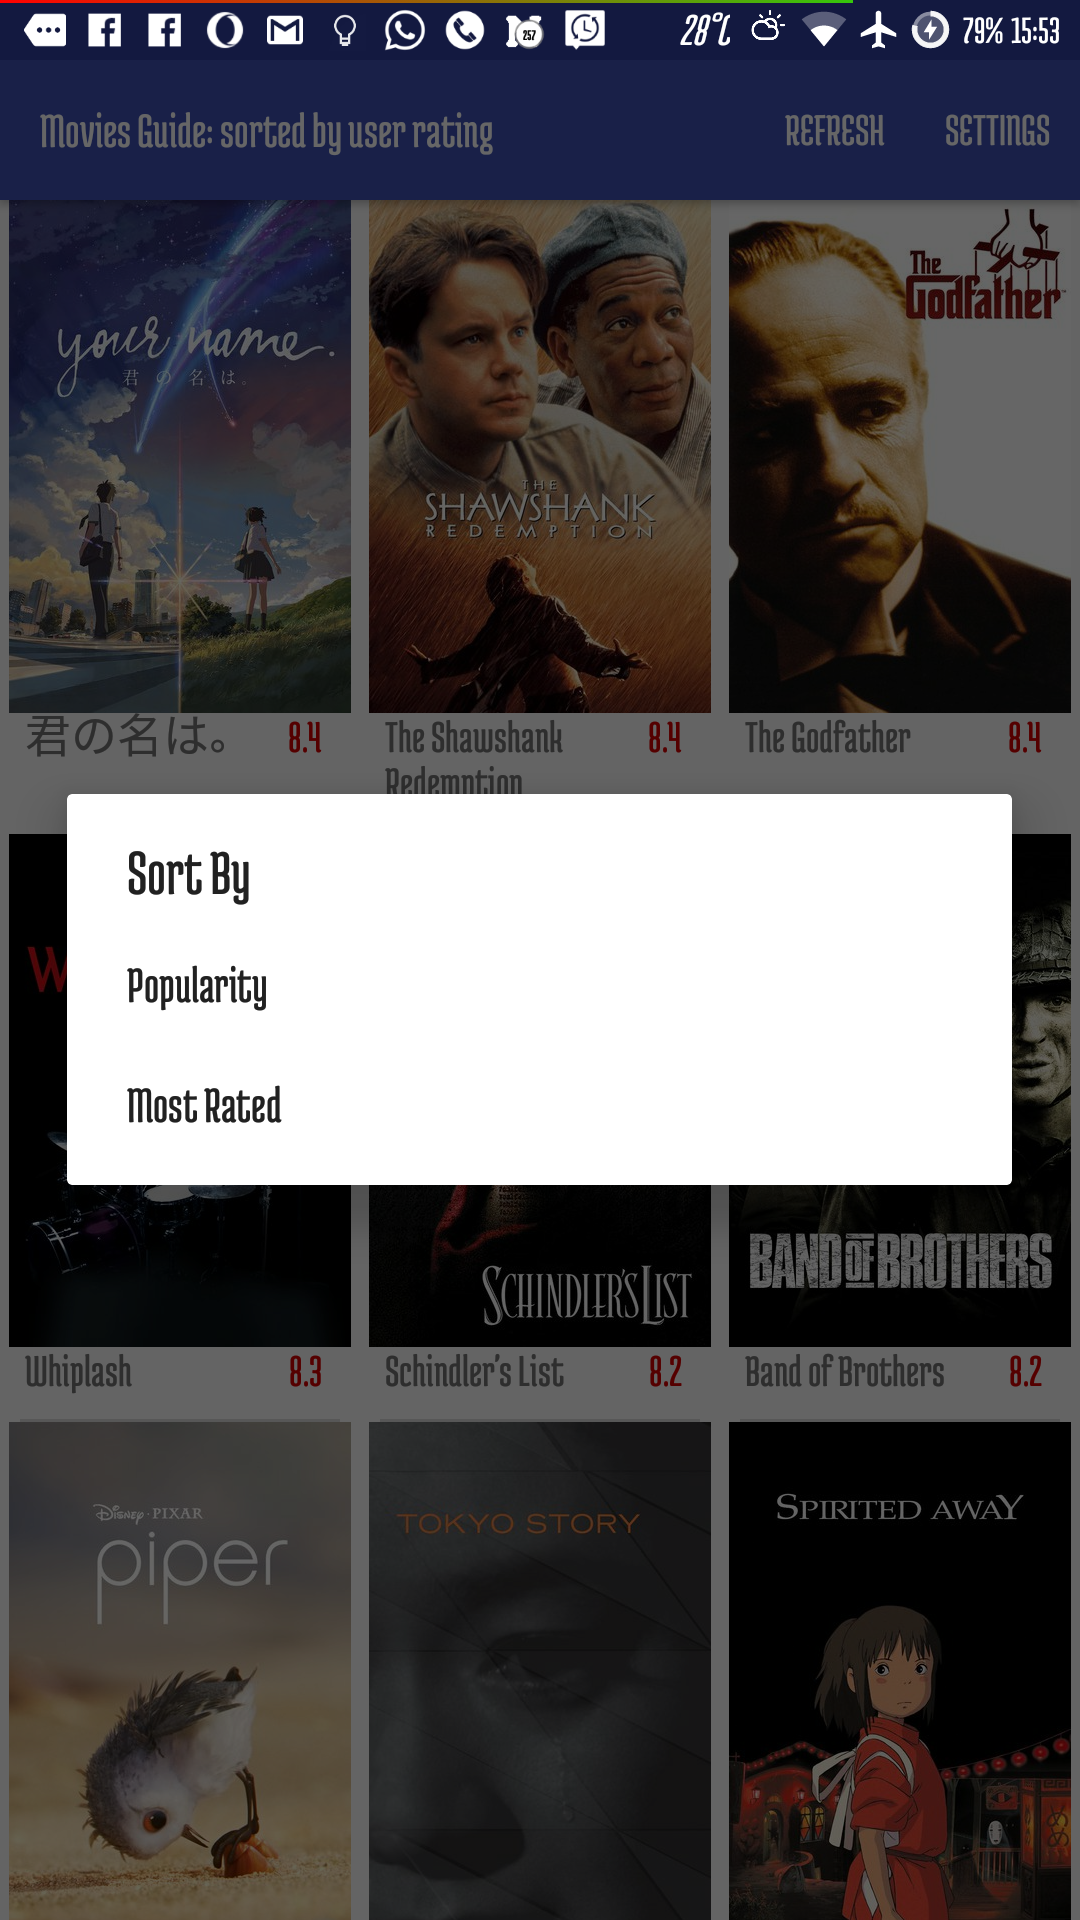 28°C 79% 15:53
257
Movies Guide: sorted by user rating REFRESH SETTINGS
your name.
君の名は。
THE
SHAWSHANK
REDEMPTION
The
Godfather
君の名は。 8.4
The Shawshank 8.4
Redemption
The Godfather 8.4
Sort By
Popularity
Most Rated
W
SCHINDLER'S LIST
BAND OF BROTHERS
Whiplash 8.3
Schindler's List 8.2
Band of Brothers 8.2
Disney · PIXAR
piper
TOKYO STORY
SPIRITED AWAY